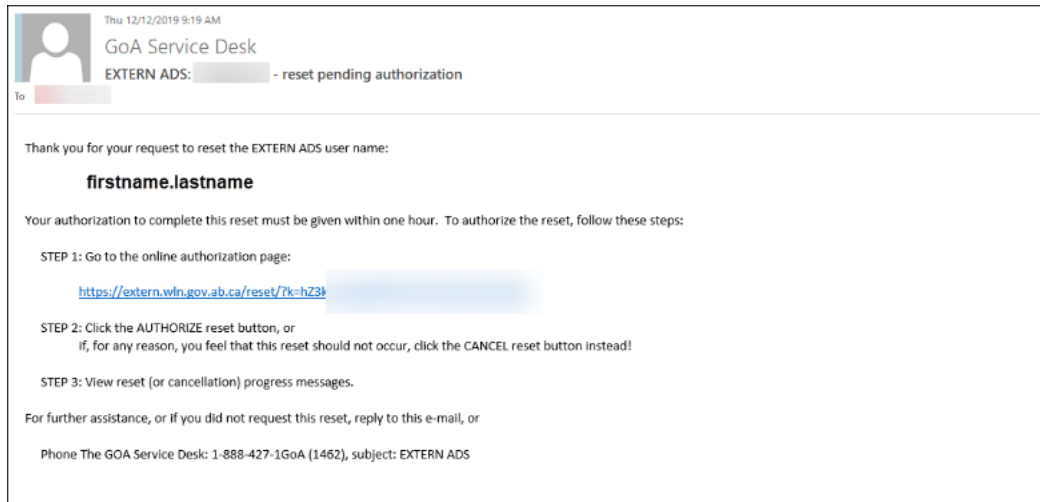 Thu 12/12/2019 9:19 AM
GoA Service Desk
EXTERN ADS: - reset pending authorization
To
Thank you for your request to reset the EXTERN ADS user name:
firstname.lastname
Your authorization to complete this reset must be given within one hour. To authorize the reset, follow these steps:
STEP 1: Go to the online authorization page:
https://extern.wln.gov.ab.ca/reset/?k=hZ3k
STEP 2: Click the AUTHORIZE reset button, or
if, for any reason, you feel that this reset should not occur, click the CANCEL reset button instead!
STEP 3: View reset (or cancellation) progress messages.
For further assistance, or if you did not request this reset, reply to this e-mail, or
Phone The GOA Service Desk: 1-888-427-1GoA (1462), subject: EXTERN ADS